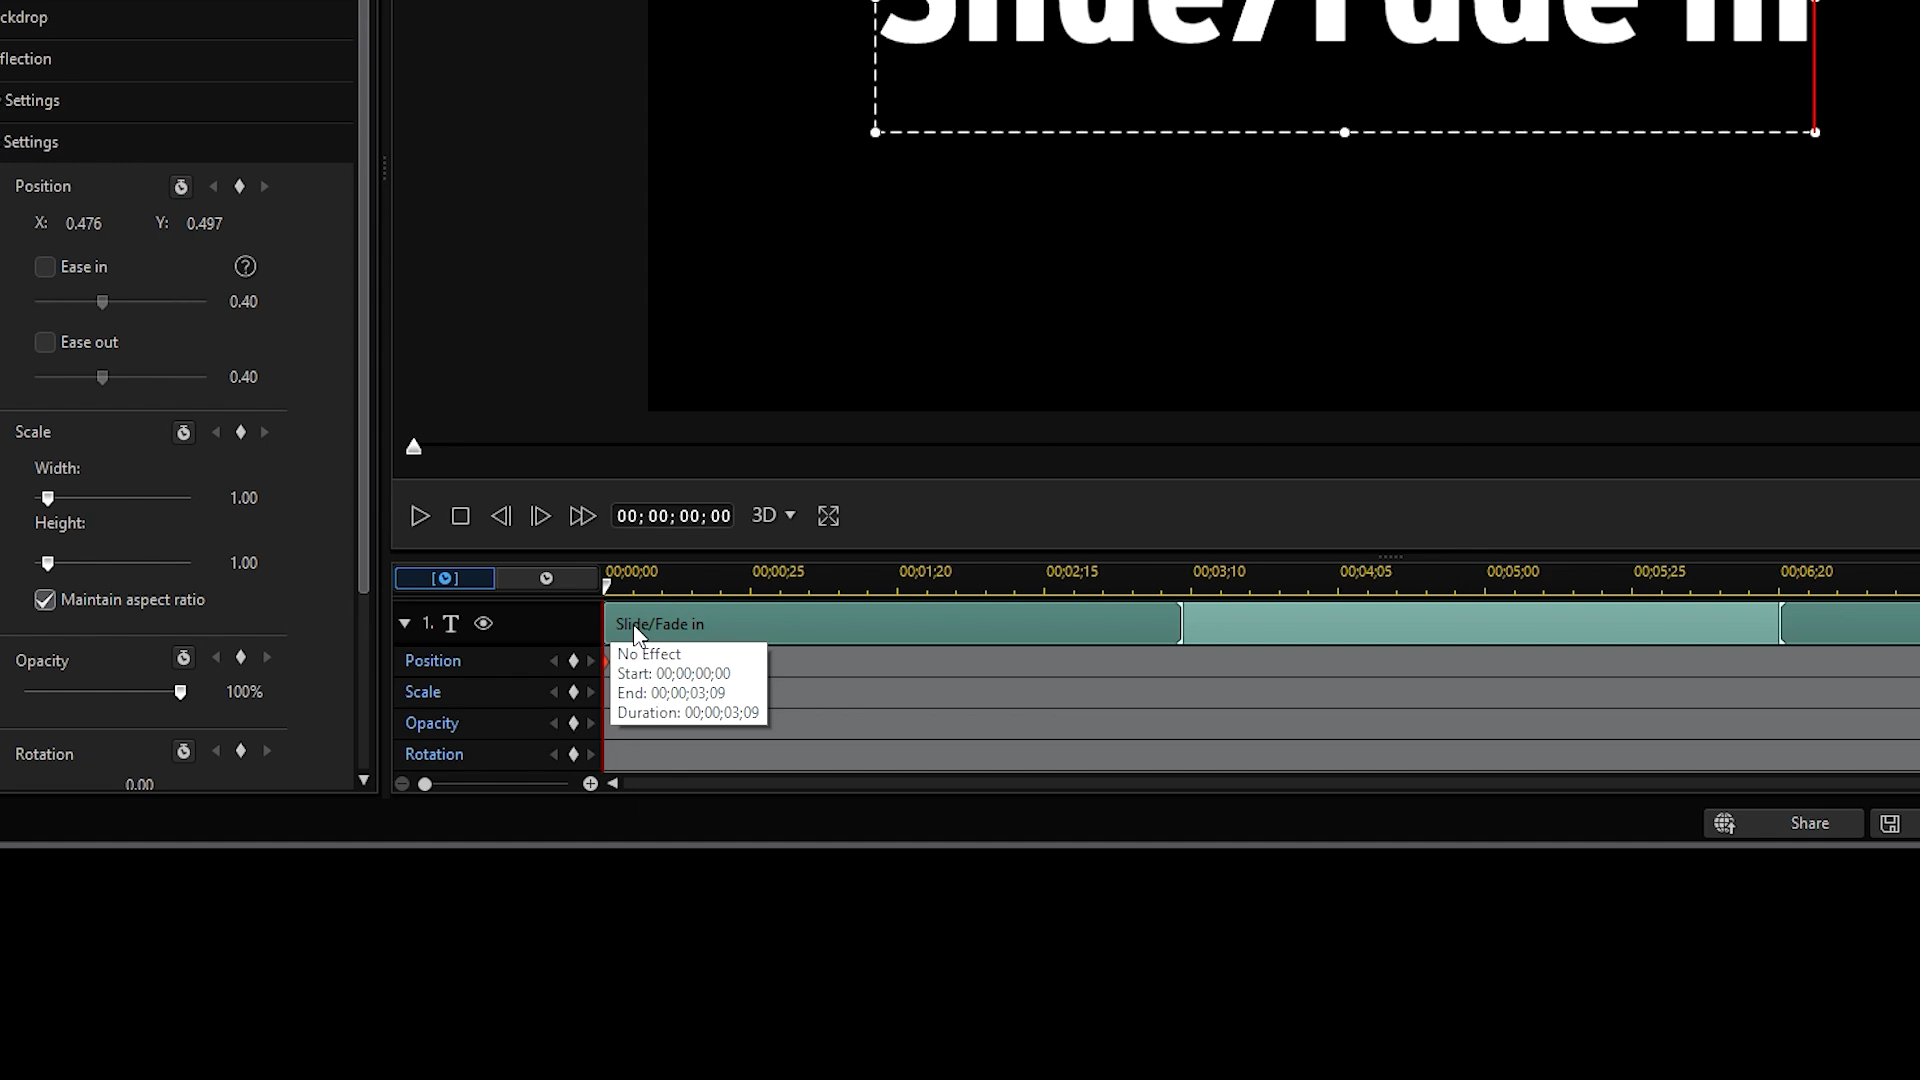 ckdrop
flection
Settings
Settings
Position
X: 0.476 Y: 0.497
Ease in
0.40
Ease out
0.40
Scale
Width:
1.00
Height:
1.00
Maintain aspect ratio
Opacity
100%
Rotation
0.00
Slide/Fade in
00;00;00;00
3D
00;00;00 00;00;25 00;01;20 00;02;15 00;03;10 00;04;05 00;05;00 00;05;25 00;06;20
1. T Slide/Fade in
Position
Scale
Opacity
Rotation
No Effect
Start: 00;00;00;00
End: 00;00;03;09
Duration: 00;00;03;09
Share